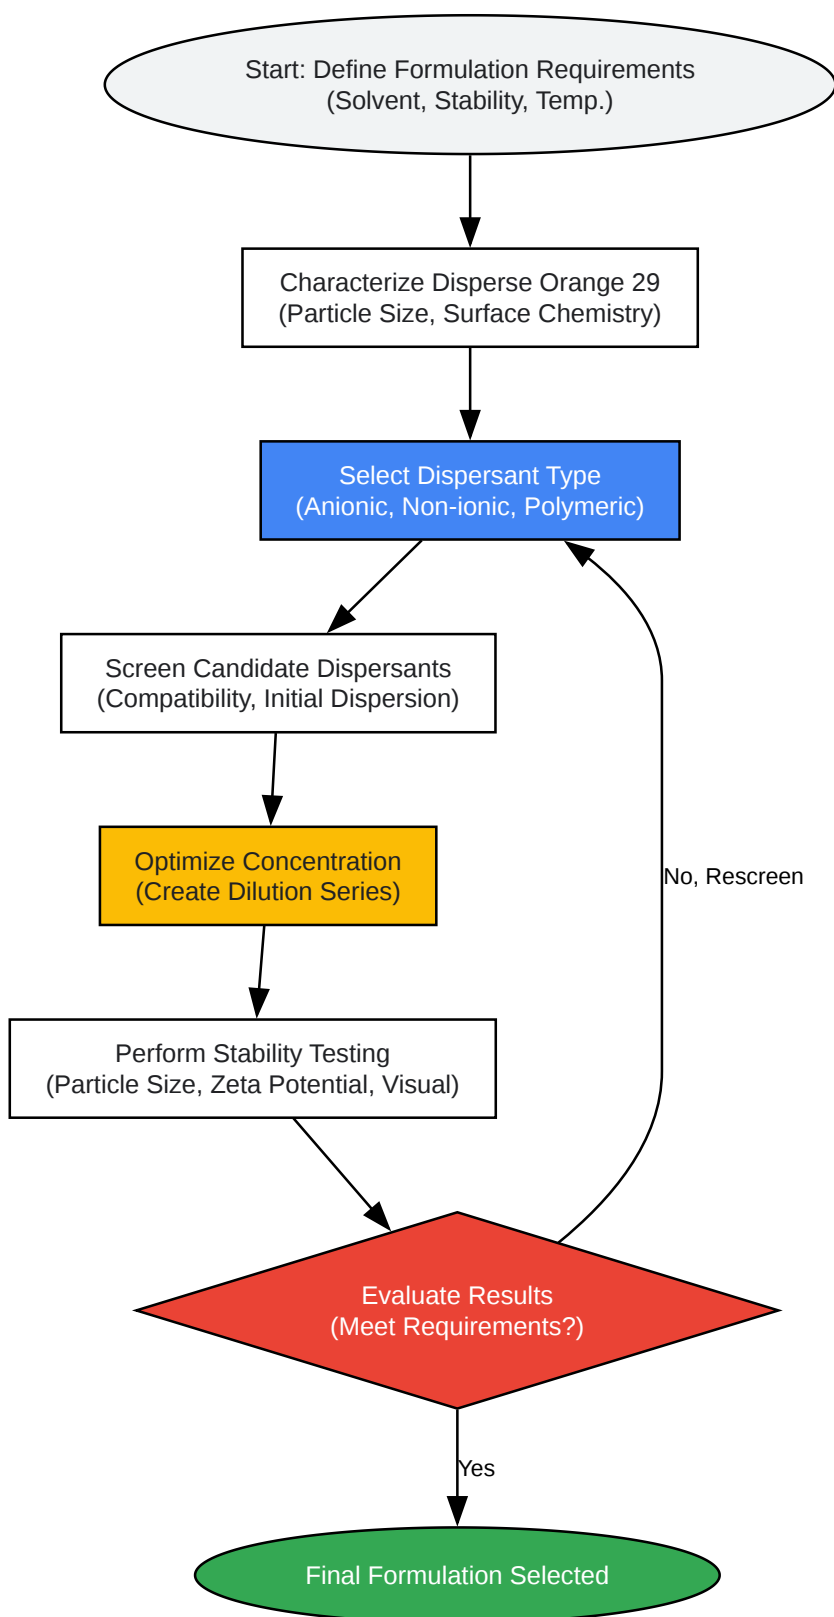 Start: Define Formulation Requirements
(Solvent, Stability, Temp.)
Characterize Disperse Orange 29
(Particle Size, Surface Chemistry)
Select Dispersant Type
(Anionic, Non-ionic, Polymeric)
Screen Candidate Dispersants
(Compatibility, Initial Dispersion)
Optimize Concentration
(Create Dilution Series)
No, Rescreen
Perform Stability Testing
(Particle Size, Zeta Potential, Visual)
Evaluate Results
(Meet Requirements?)
Yes
Final Formulation Selected